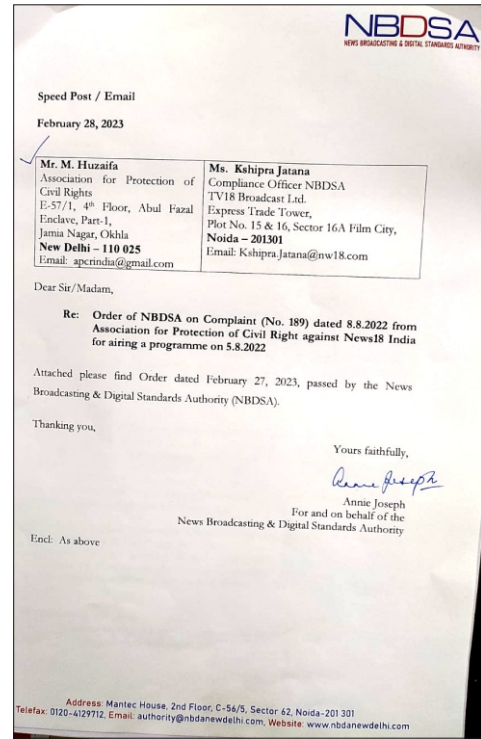 NBDSA
NEWS BROADCASTING & DIGITAL STANDARDS AUTHORITY
Speed Post / Email
February 28, 2023
Mr. M. Huzaifa
Association for Protection of
Civil Rights
E-57/1, 4th Floor, Abul Fazal
Enclave, Part-1,
Jamia Nagar, Okhla
New Delhi – 110 025
Email: apcrindia@gmail.com
Ms. Kshipra Jatana
Compliance Officer NBDSA
TV18 Broadcast Ltd.
Express Trade Tower,
Plot No. 15 & 16, Sector 16A Film City,
Noida – 201301
Email: Kshipra.Jatana@nw18.com
Dear Sir/Madam,
Re: Order of NBDSA on Complaint (No. 189) dated 8.8.2022 from
Association for Protection of Civil Right against News18 India
for airing a programme on 5.8.2022
Attached please find Order dated February 27, 2023, passed by the News
Broadcasting & Digital Standards Authority (NBDSA).
Thanking you,
Yours faithfully,
Annie Joseph
Annie Joseph
For and on behalf of the
News Broadcasting & Digital Standards Authority
Encl: As above
Address: Mantec House, 2nd Floor, C-56/5, Sector 62, Noida-201 301
Telefax: 0120-4129712, Email: authority@nbdanewdelhi.com, Website: www.nbdanewdelhi.com